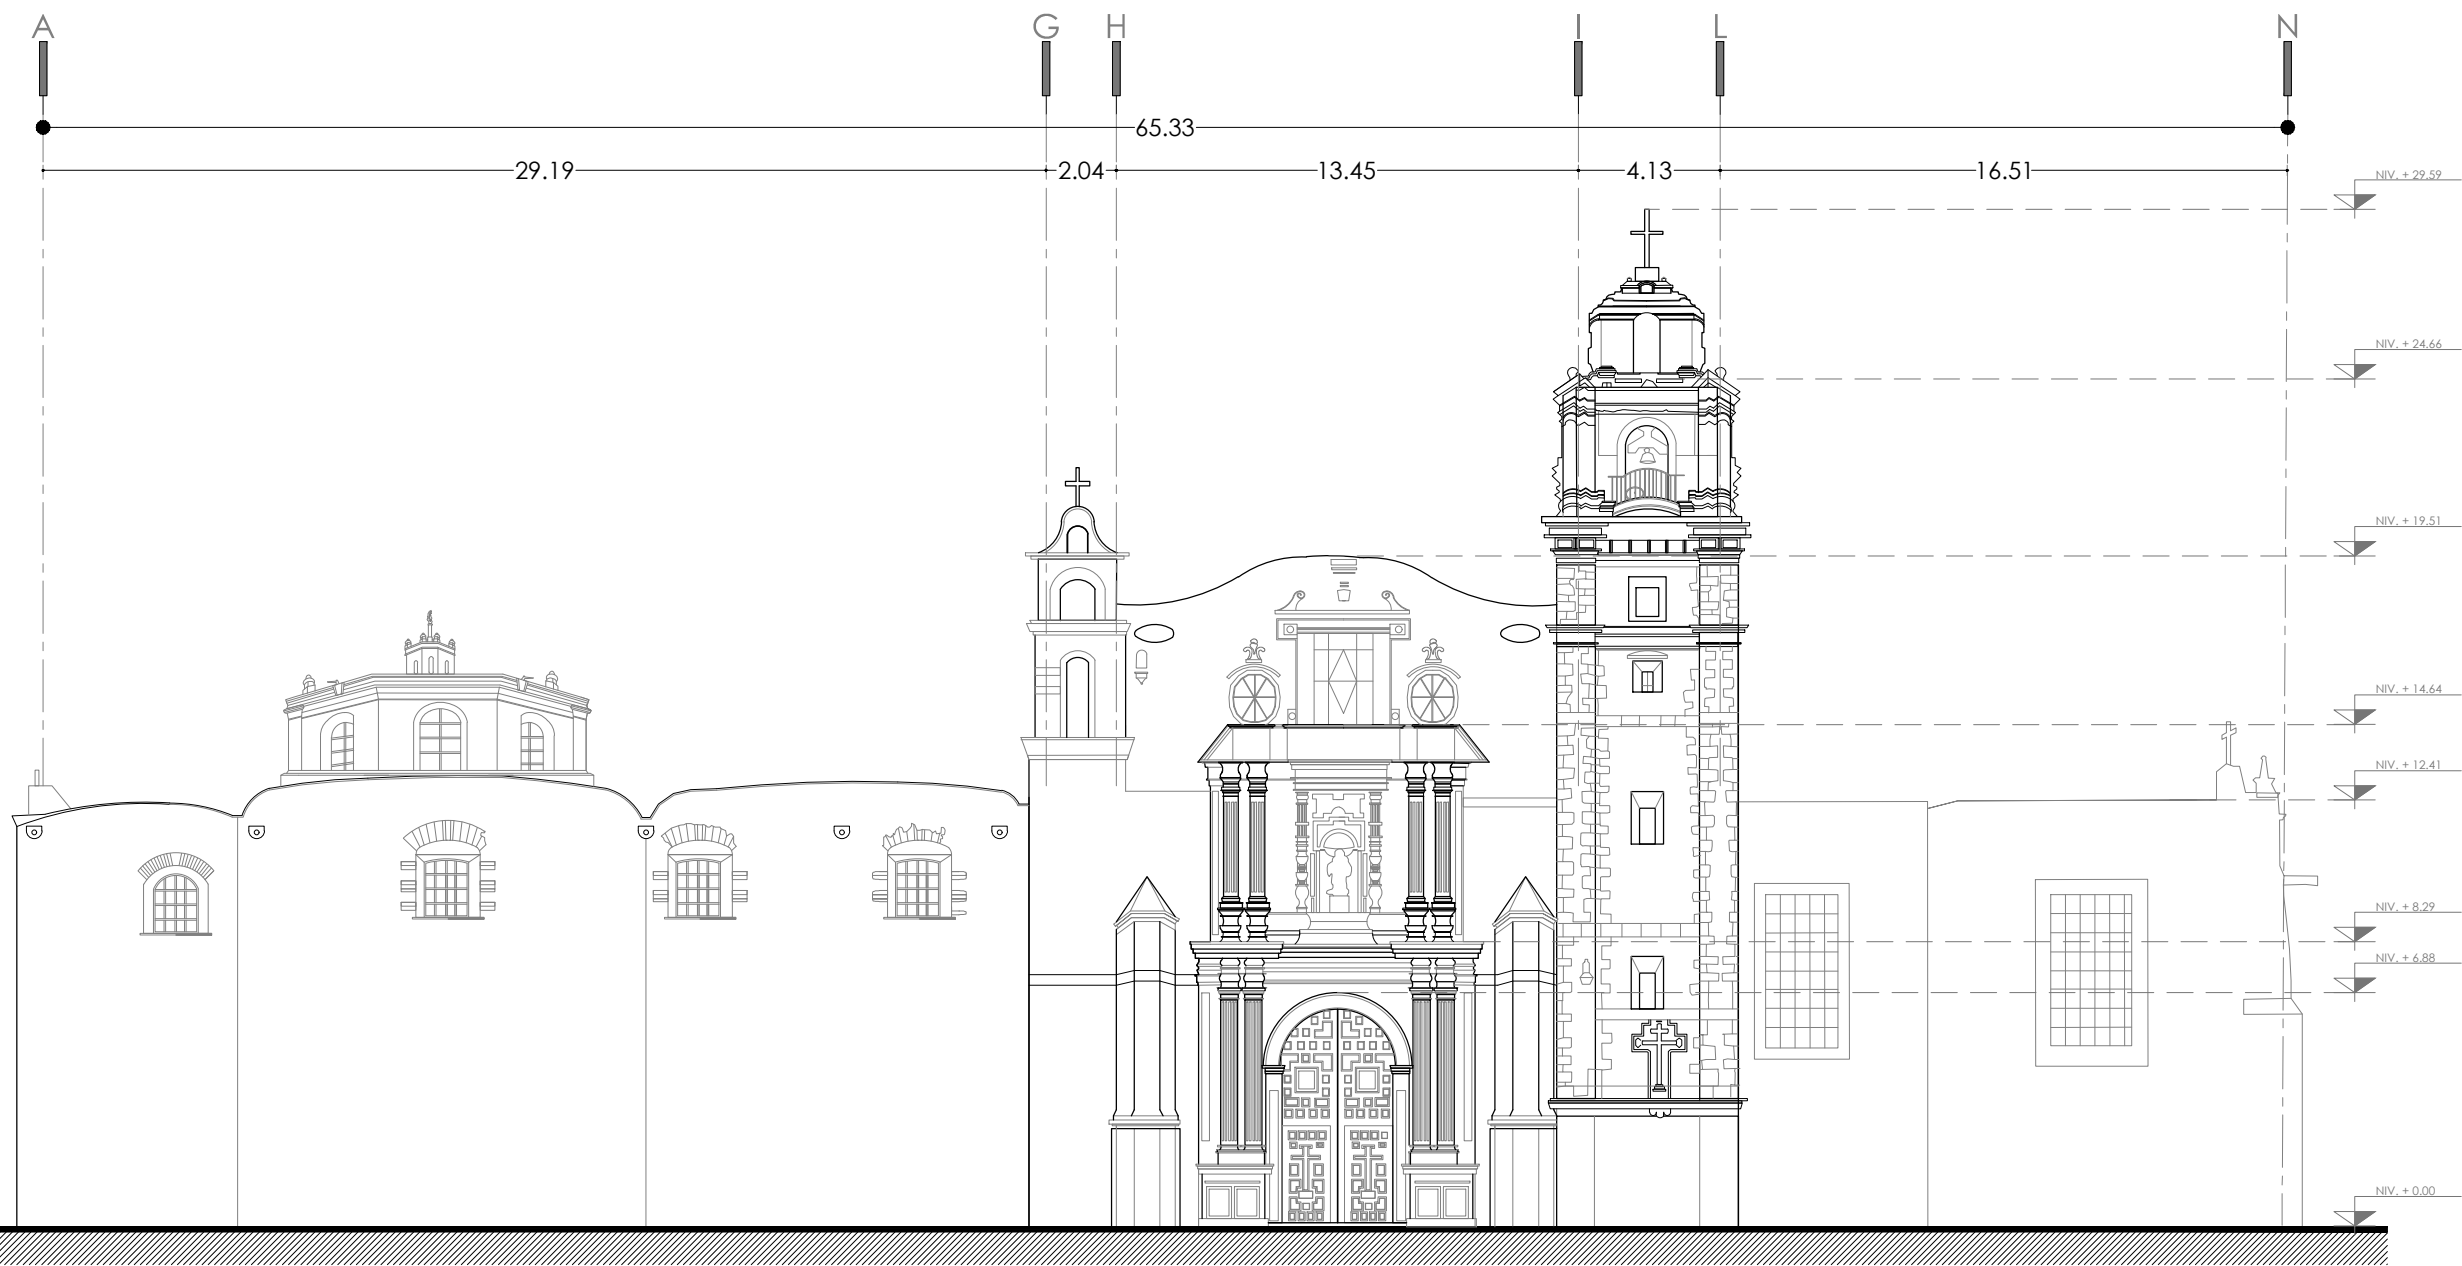 A G H I L N
65.33
29.19 2.04 13.45 4.13 16.51
NIV. + 29.59
NIV. + 24.66
NIV. + 19.51
NIV. + 14.64
NIV. + 12.41
NIV. + 8.29
NIV. + 6.88
NIV. + 0.00